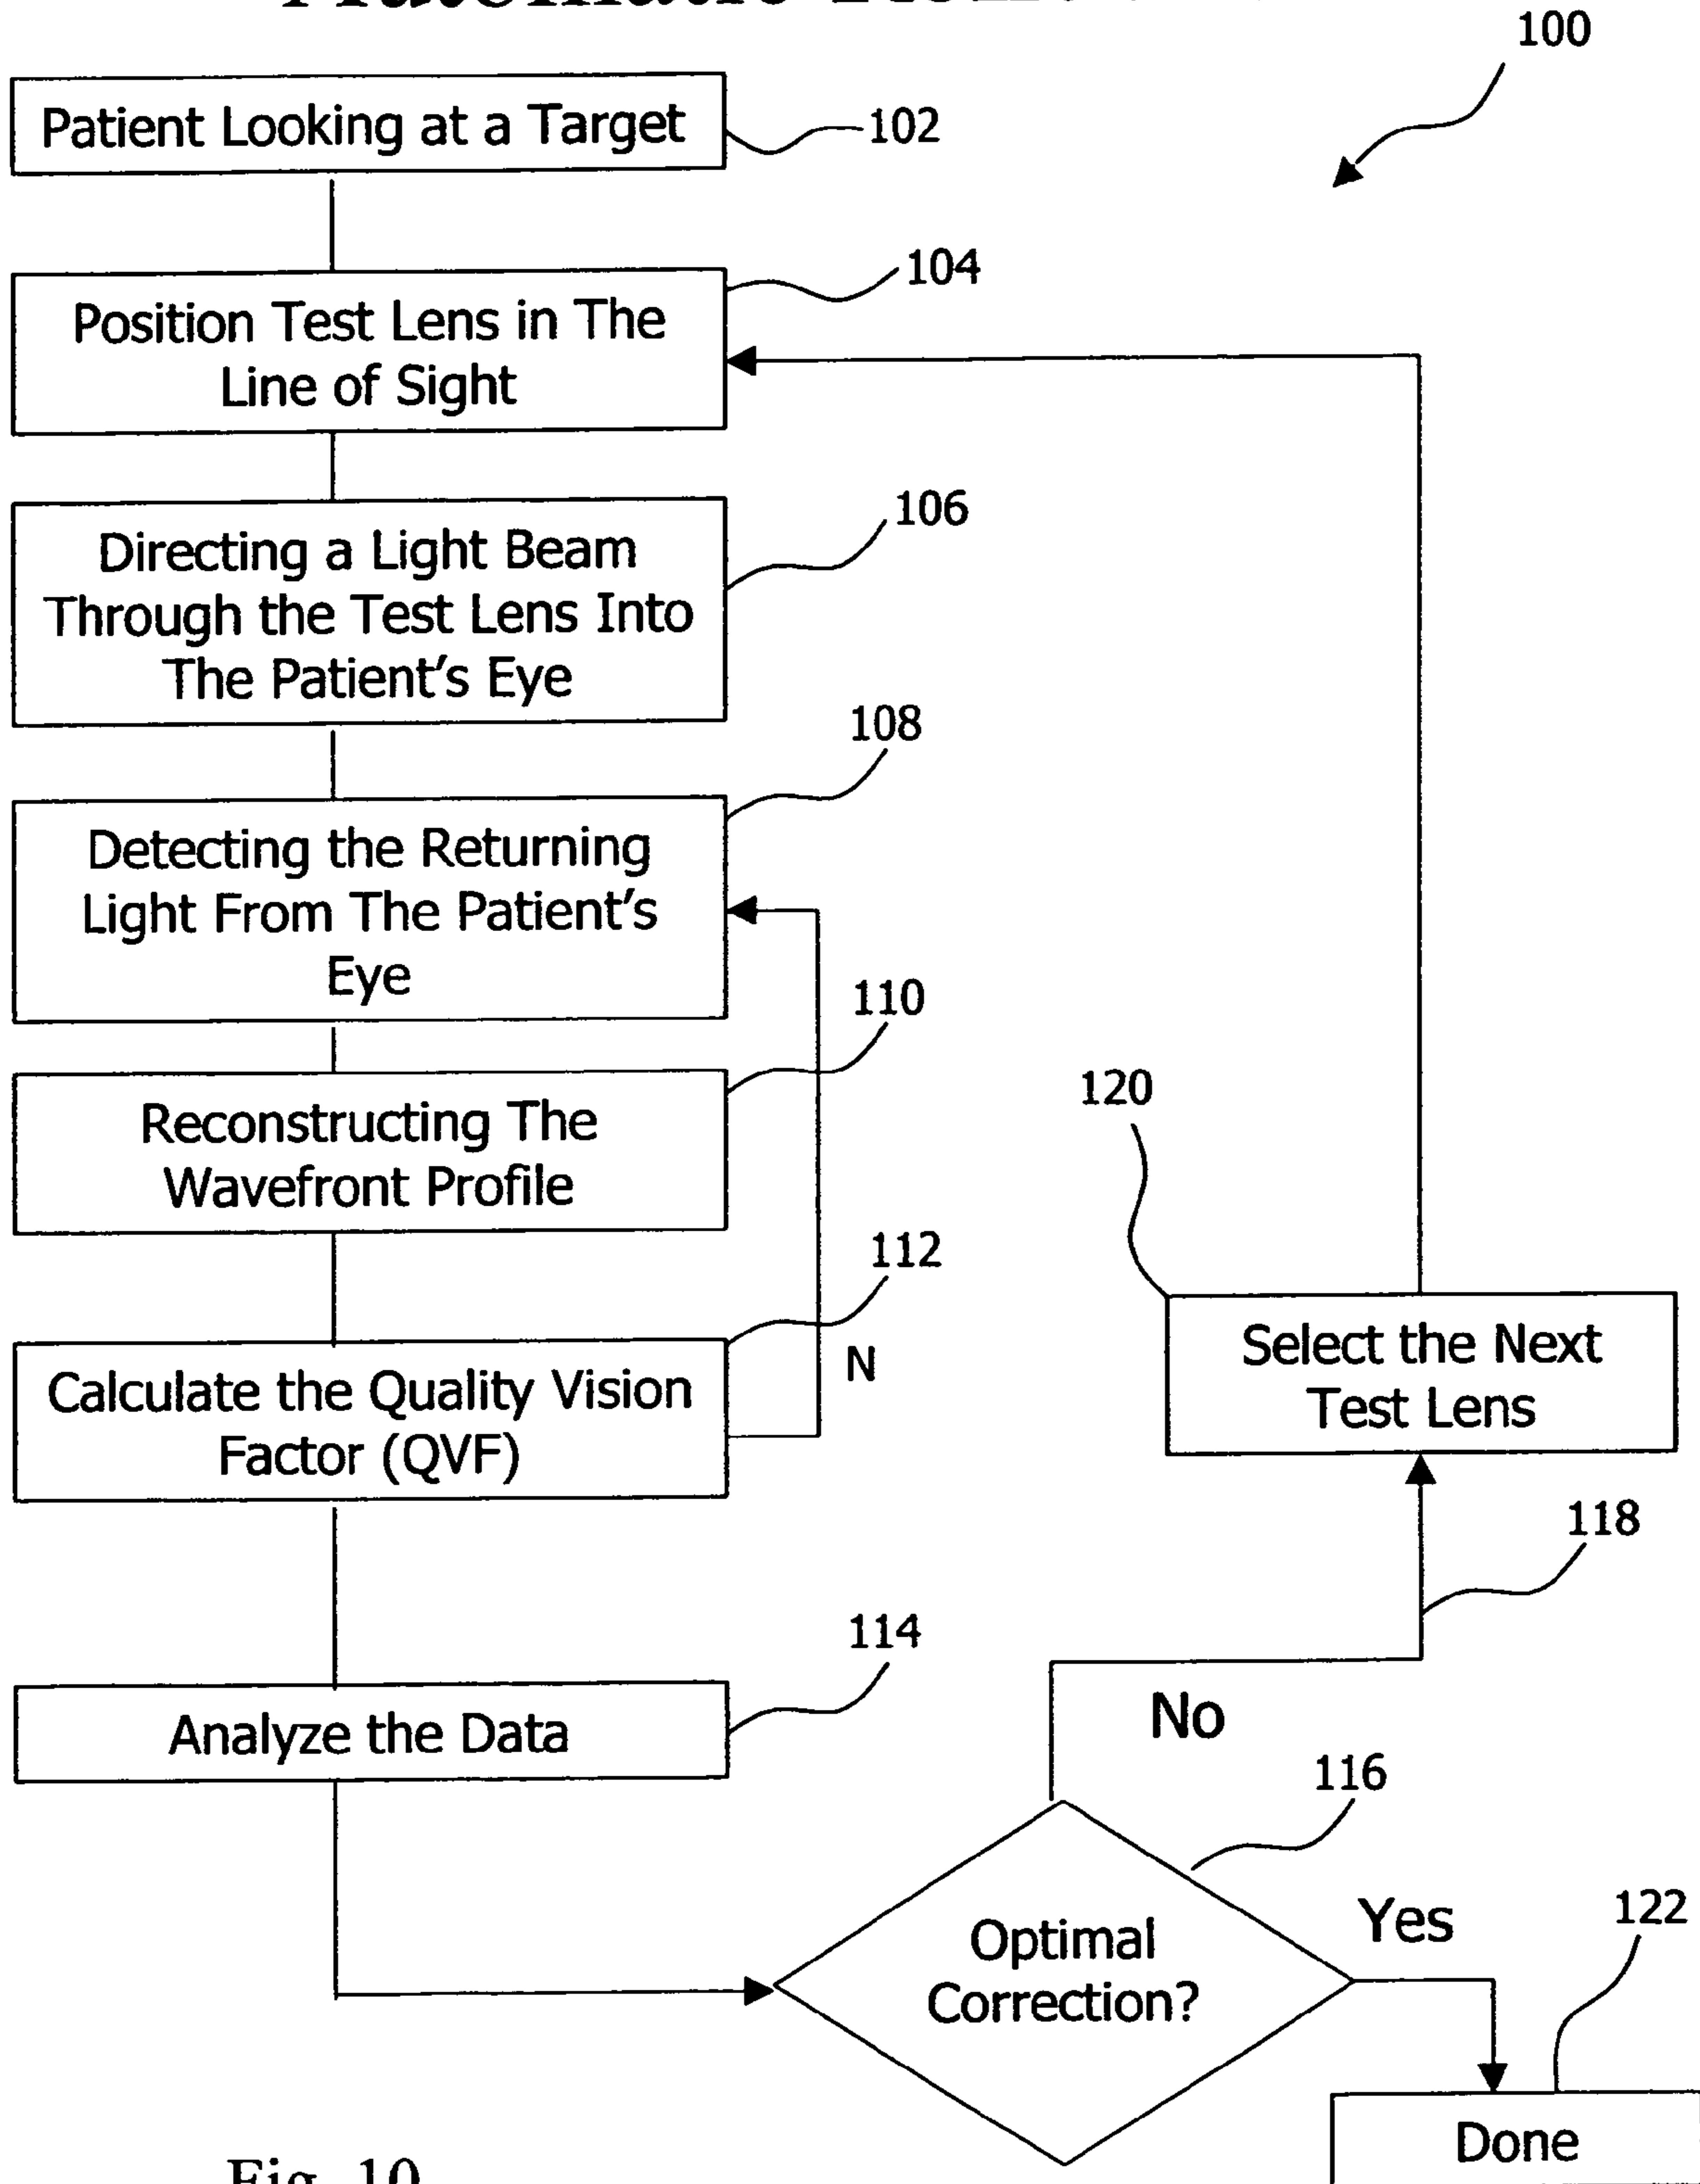 100
Patient Looking at a Target
102
104
Position Test Lens in The
Line of Sight
106
Directing a Light Beam
Through the Test Lens Into
The Patient's Eye
108
Detecting the Returning
Light From The Patient's
Eye
110
Reconstructing The
Wavefront Profile
112
Calculate the Quality Vision
Factor (QVF)
N
120
Select the Next
Test Lens
118
114
Analyze the Data
No
116
Optimal
Correction?
Yes
122
Done
Fig. 10